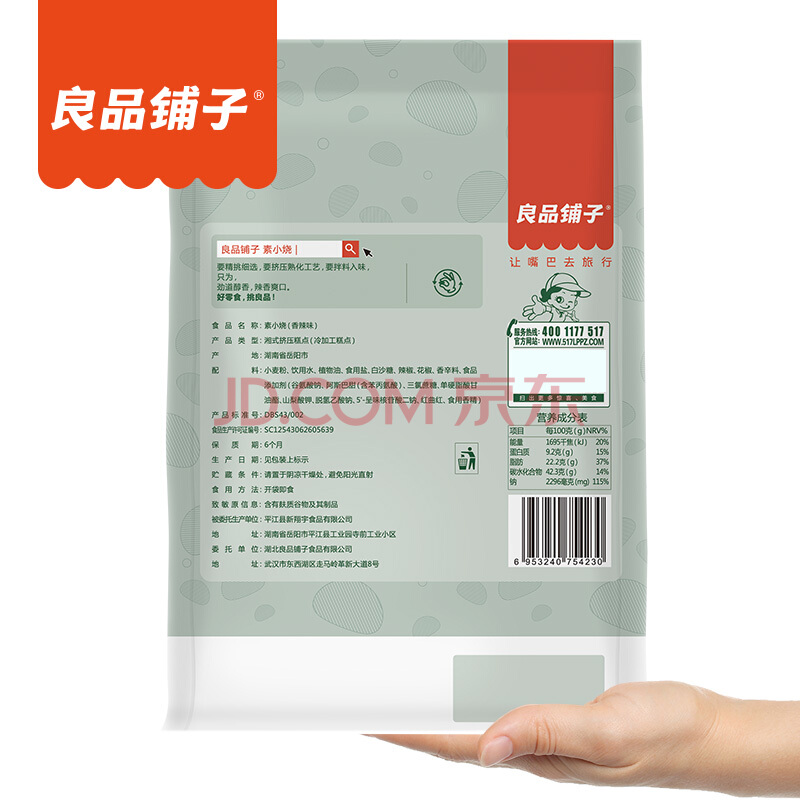 良品铺子®
良品铺子®
让嘴巴去旅行
良品铺子 素小烧
要精挑细选，要挤压熟化工艺，要拌料入味，
只为，
劲道醇香，辣香爽口。
好零食，挑良品！
服务热线: 400 1177 517
官方网站: WWW.517LPPZ.COM
扫出更多惊喜、美食
食品名称: 素小烧(香辣味)
产品类型: 湘式挤压糕点(冷加工糕点)
产地: 湖南省岳阳市
配料: 小麦粉、饮用水、植物油、食用盐、白沙糖、辣椒、花椒、香辛料、食品
添加剂(谷氨酸钠、阿斯巴甜(含苯丙氨酸)、三氯蔗糖、单硬脂酸甘
油酯、山梨酸钾、脱氢乙酸钠、5'-呈味核苷酸二钠、红曲红、食用香精)
产品标准号: DBS43/002
食品生产许可证编号: SC12543062605639
保质期: 6个月
生产日期: 见包装上标示
贮藏条件: 请置于阴凉干燥处，避免阳光直射
食用方法: 开袋即食
致敏原信息: 含有麸质谷物及其制品
被委托生产单位: 平江县新翔宇食品有限公司
地址: 湖南省岳阳市平江县工业园寺前工业小区
委托单位: 湖北良品铺子食品有限公司
地址: 武汉市东西湖区走马岭革新大道8号
营养成分表
项目 每100克(g) NRV%
能量 1695千焦(kJ) 20%
蛋白质 9.2克(g) 15%
脂肪 22.2克(g) 37%
碳水化合物 42.3克(g) 14%
钠 2296毫克(mg) 115%
6 953240 754230
JD.COM 京东